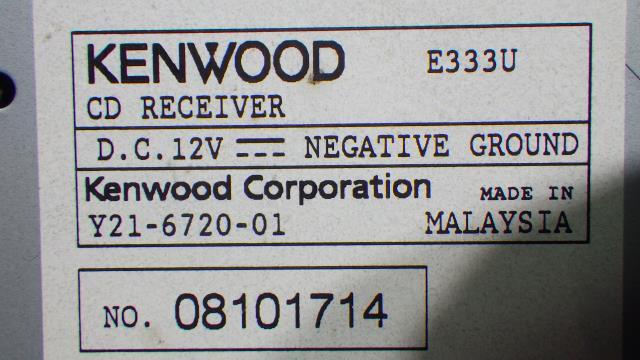 KENWOOD E333U
CD RECEIVER
D.C.12V NEGATIVE GROUND
Kenwood Corporation MADE IN
Y21-6720-01 MALAYSIA
NO. 08101714